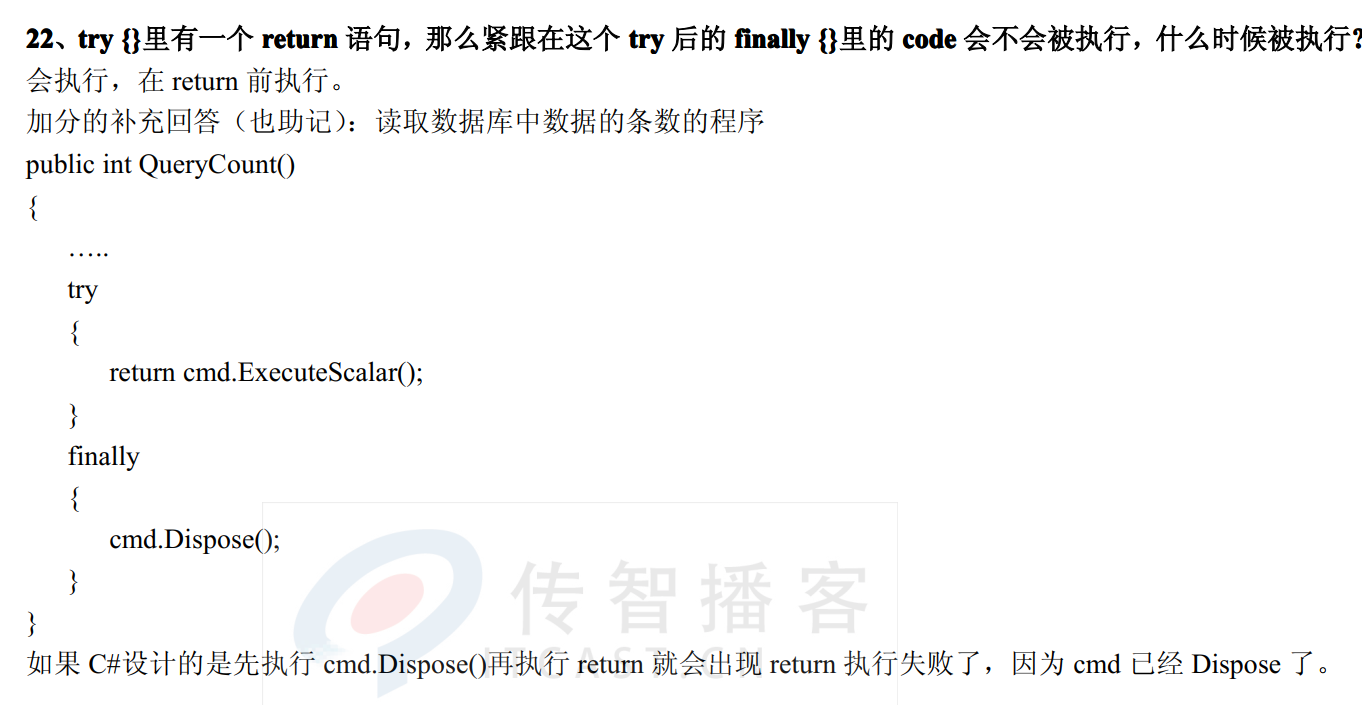 22、try {}里有一个 return 语句，那么紧跟在这个 try 后的 finally {}里的 code 会不会被执行，什么时候被执行?
会执行，在 return 前执行。
加分的补充回答（也助记）：读取数据库中数据的条数的程序
public int QueryCount()
{
…..
try
{
return cmd.ExecuteScalar();
}
finally
{
cmd.Dispose();
}
}
传智播客
ITCAST.CN
如果 C#设计的是先执行 cmd.Dispose()再执行 return 就会出现 return 执行失败了，因为 cmd 已经 Dispose 了。